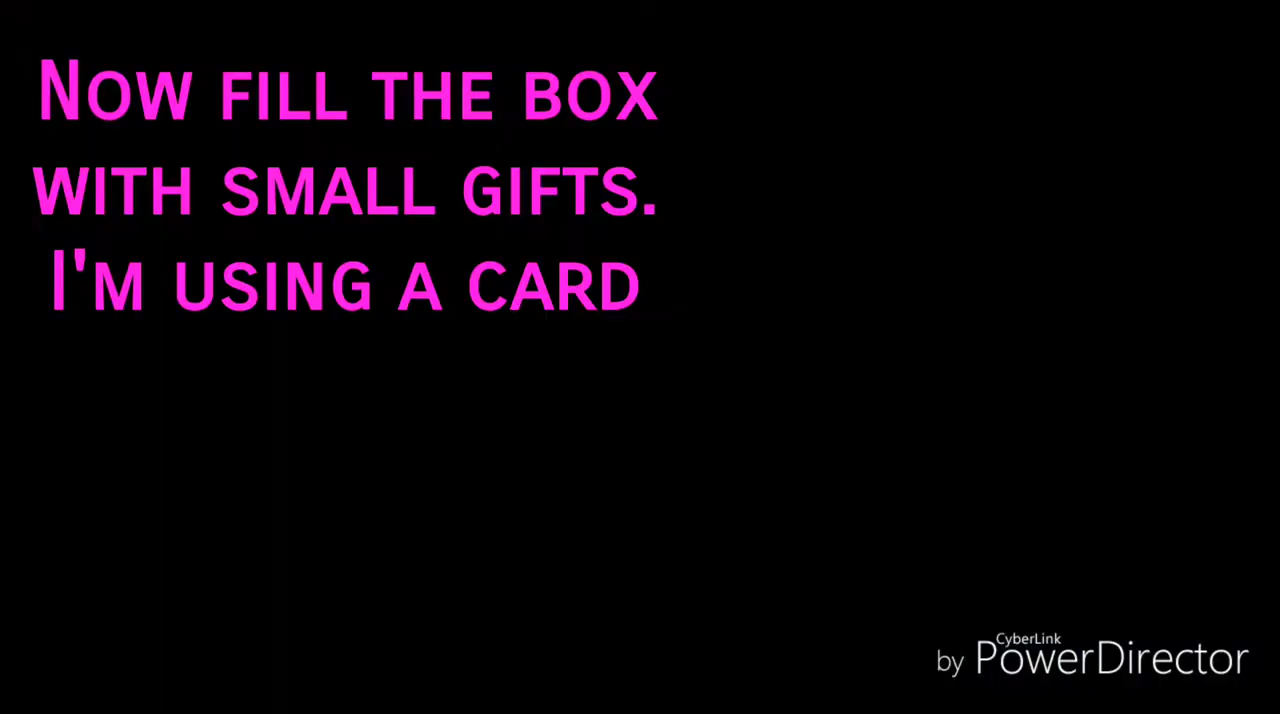 Now fill the box
with small gifts.
I'm using a card
CyberLink
by PowerDirector